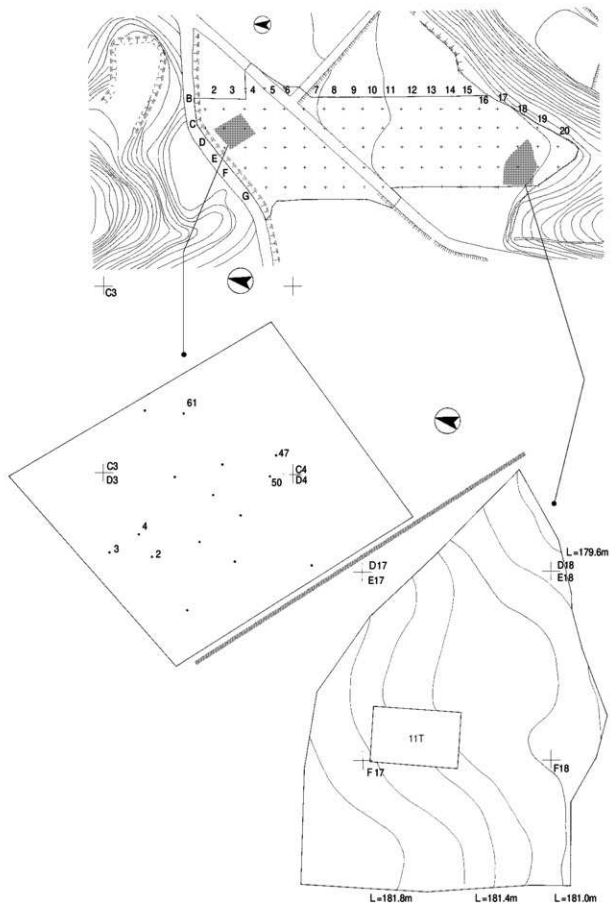 2 3 4 5 6 7 8 9 10 11 12 13 14 15 16 17 18 19 20
B
C
D
E
F
G
C3
61
47
C3
D3
50
C4
D4
4
3
2
D17
E17
D18
E18
L=179.6m
11T
F17
F18
L=181.8m
L=181.4m
L=181.0m